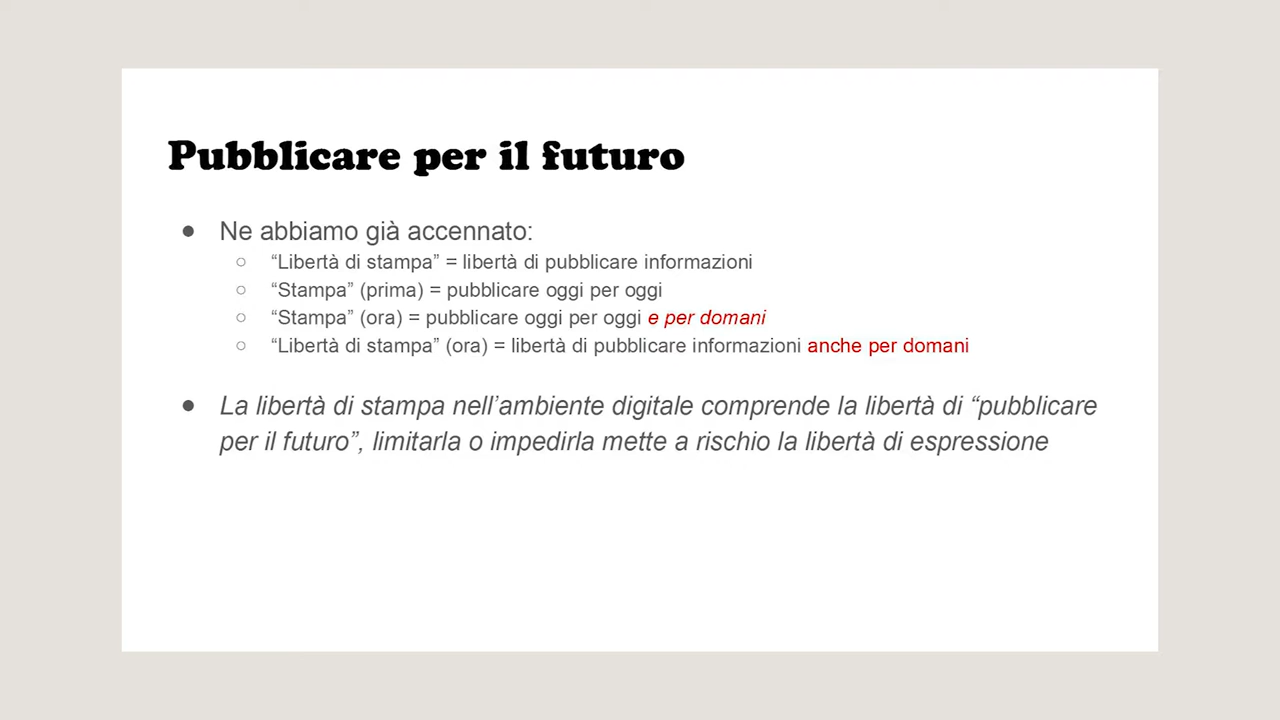 Pubblicare per il futuro
● Ne abbiamo già accennato:
○ “Libertà di stampa” = libertà di pubblicare informazioni
○ “Stampa” (prima) = pubblicare oggi per oggi
○ “Stampa” (ora) = pubblicare oggi per oggi e per domani
○ “Libertà di stampa” (ora) = libertà di pubblicare informazioni anche per domani
● La libertà di stampa nell’ambiente digitale comprende la libertà di “pubblicare
per il futuro”, limitarla o impedirla mette a rischio la libertà di espressione